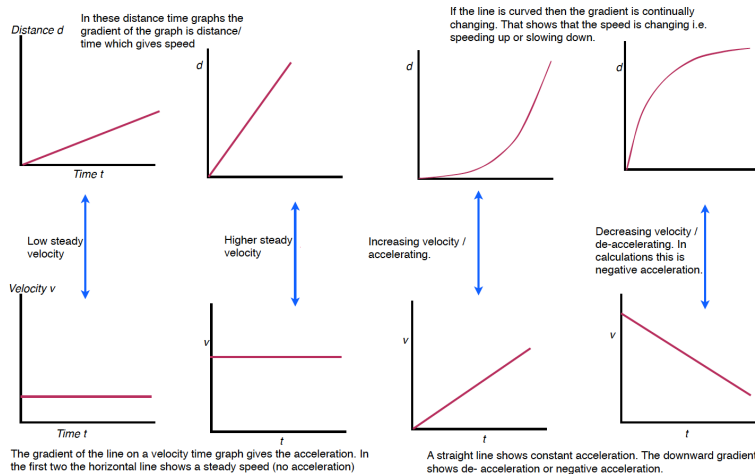 In these distance time graphs the
gradient of the graph is distance/
time which gives speed
If the line is curved then the gradient is continually
changing. That shows that the speed is changing i.e.
speeding up or slowing down.
Distance d
d
d
d
Time t
t
Low steady
velocity
Higher steady
velocity
Increasing velocity /
accelerating.
Decreasing velocity /
de-accelerating. In
calculations this is
negative acceleration.
Velocity v
v
v
v
Time t
t
t
t
The gradient of the line on a velocity time graph gives the acceleration. In
the first two the horizontal line shows a steady speed (no acceleration)
A straight line shows constant acceleration. The downward gradient
shows de- acceleration or negative acceleration.